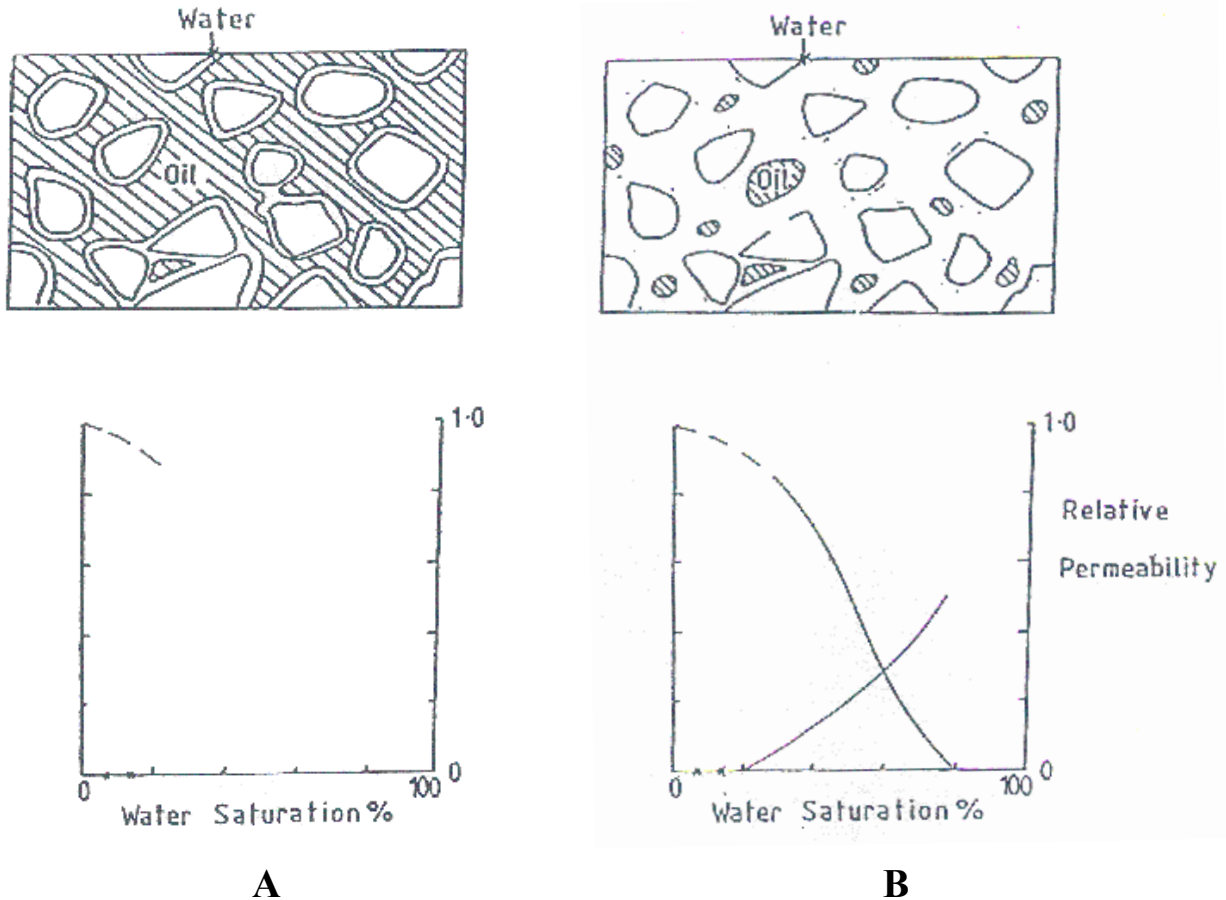 Water
Oil
1.0
0
0
100
Water Saturation %
A
Water
Oil
1.0
Relative
Permeability
0
0
100
Water Saturation %
B